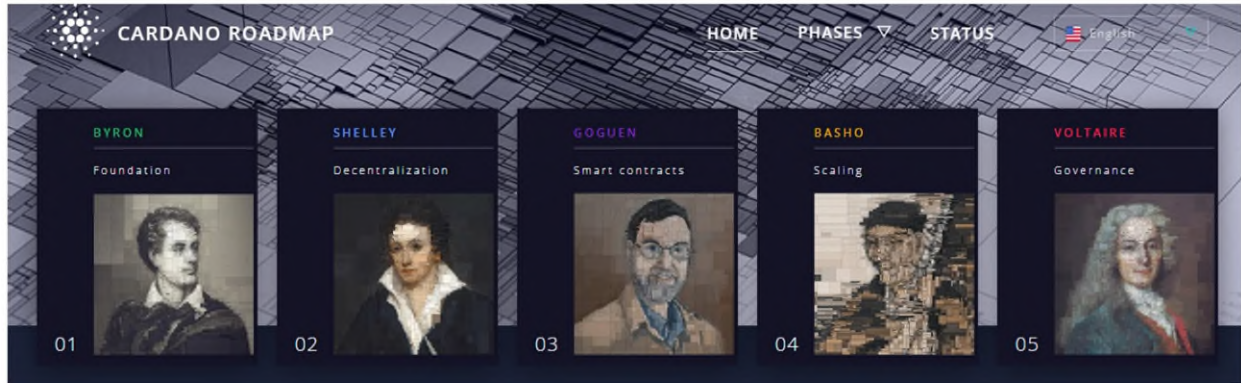 CARDANO ROADMAP
HOME PHASES STATUS English
BYRON
Foundation
01
SHELLEY
Decentralization
02
GOGUEN
Smart contracts
03
BASHO
Scaling
04
VOLTAIRE
Governance
05